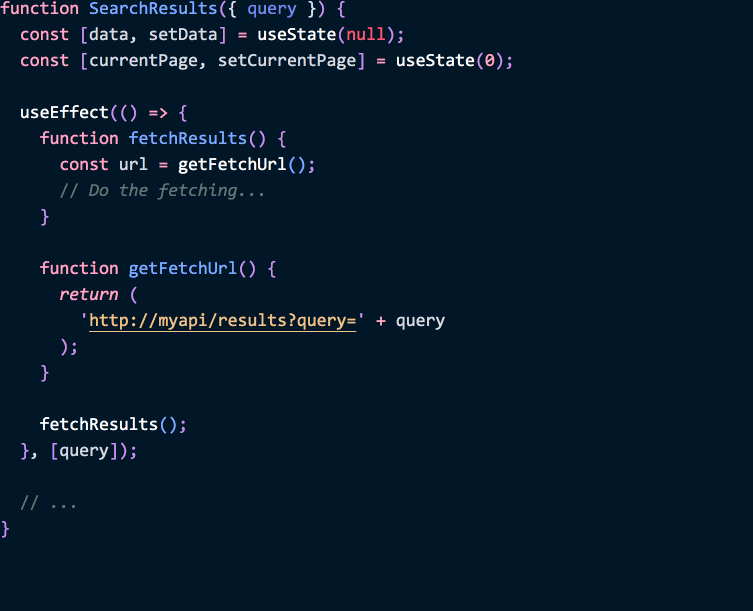 function SearchResults({ query }) {
  const [data, setData] = useState(null);
  const [currentPage, setCurrentPage] = useState(0);

  useEffect(() => {
    function fetchResults() {
      const url = getFetchUrl();
      // Do the fetching...
    }

    function getFetchUrl() {
      return (
        'http://myapi/results?query=' + query
      );
    }

    fetchResults();
  }, [query]);

  // ...
}